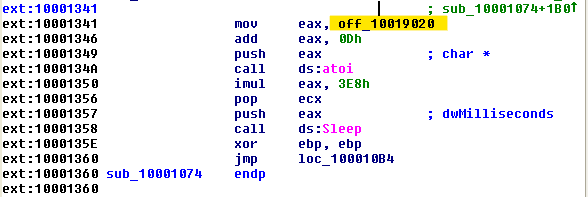 ext:10001341 ; sub_10001074+1B0↑
ext:10001341 mov eax, off_10019020
ext:10001346 add eax, 0Dh
ext:10001349 push eax ; char *
ext:1000134A call ds:atoi
ext:10001350 imul eax, 3E8h
ext:10001356 pop ecx
ext:10001357 push eax ; dwMilliseconds
ext:10001358 call ds:Sleep
ext:1000135E xor ebp, ebp
ext:10001360 jmp loc_100010B4
ext:10001360 sub_10001074 endp
ext:10001360